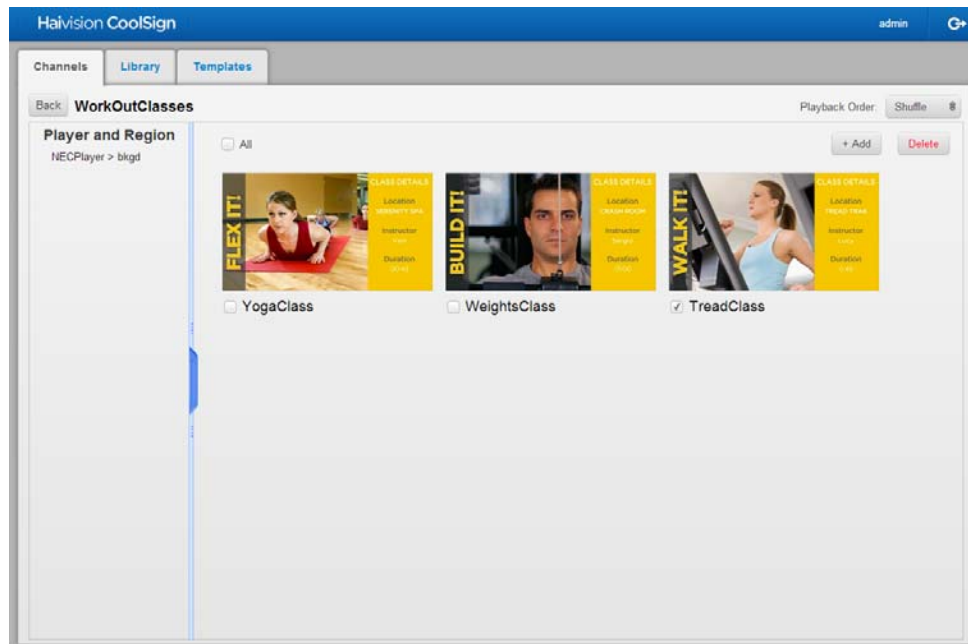 Haivision CoolSign
admin
Channels
Library
Templates
Back
WorkOutClasses
Playback Order:
Shuffle
Player and Region
NECPlayer > bkgd
All
+ Add
Delete
FLEX IT!
CLASS DETAILS
Location
SERENITY SPA
Instructor
Duration
BUILD IT!
CLASS DETAILS
Location
CRASH ROOM
Instructor
Duration
WALK IT!
CLASS DETAILS
Location
TREAD TRAK
Instructor
Lucy
Duration
YogaClass
WeightsClass
TreadClass